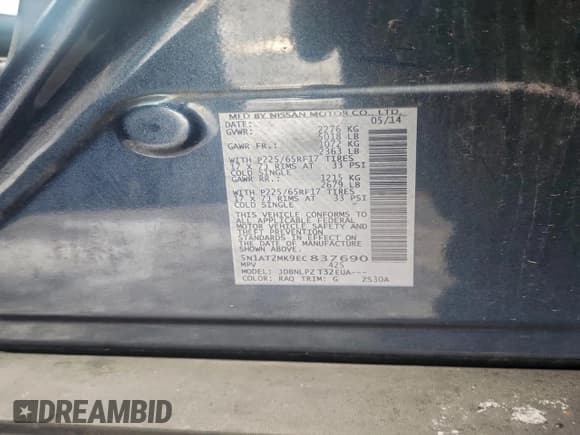 MFD BY NISSAN MOTOR CO., LTD.
DATE: 05/14
GVWR: 2276 KG
5018 LB
GAWR FR.: 1072 KG
2363 LB
WITH P225/65RF17 TIRES
17 X 7J RIMS AT 33 PSI
COLD SINGLE
GAWR RR.: 1215 KG
2679 LB
WITH P225/65RF17 TIRES
17 X 7J RIMS AT 33 PSI
COLD SINGLE
THIS VEHICLE CONFORMS TO
ALL APPLICABLE FEDERAL
MOTOR VEHICLE SAFETY AND
THEFT PREVENTION
STANDARDS IN EFFECT ON
THE DATE OF MANUFACTURE
SHOWN ABOVE.
5N1AT2MK9EC837690
MPV 425
MODEL: JDBNLPZ T32EUA---
COLOR: RAQ TRIM: G 2S30A
DREAMBID